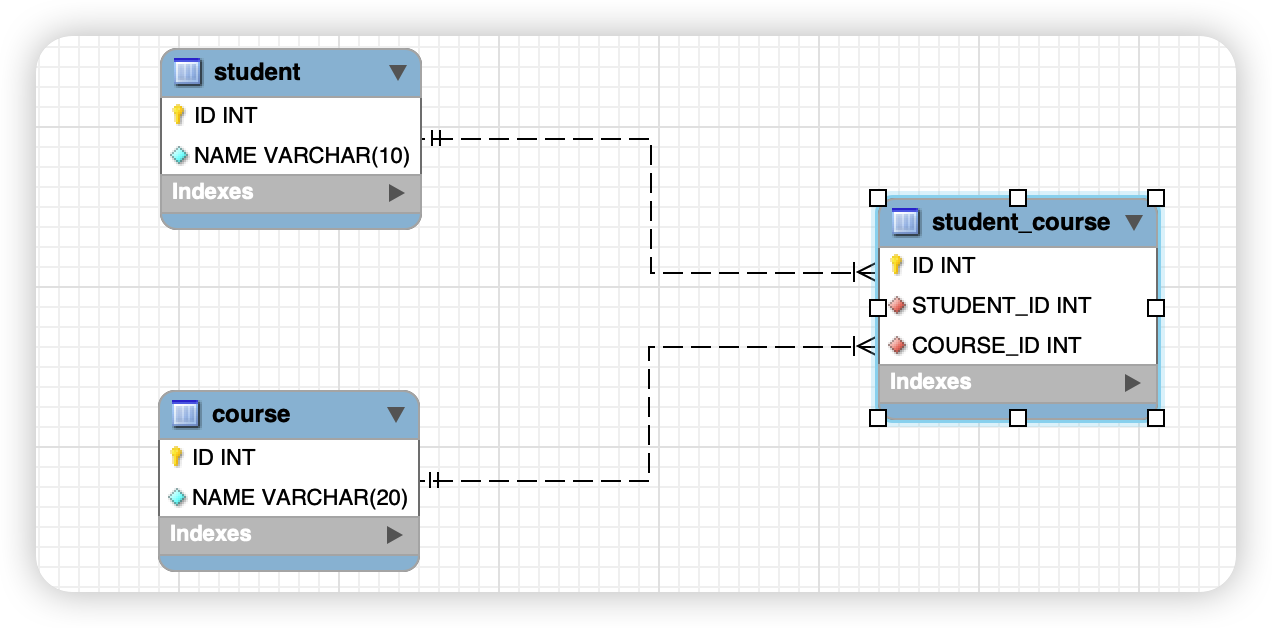 student
ID INT
NAME VARCHAR(10)
Indexes
student_course
ID INT
STUDENT_ID INT
COURSE_ID INT
Indexes
course
ID INT
NAME VARCHAR(20)
Indexes